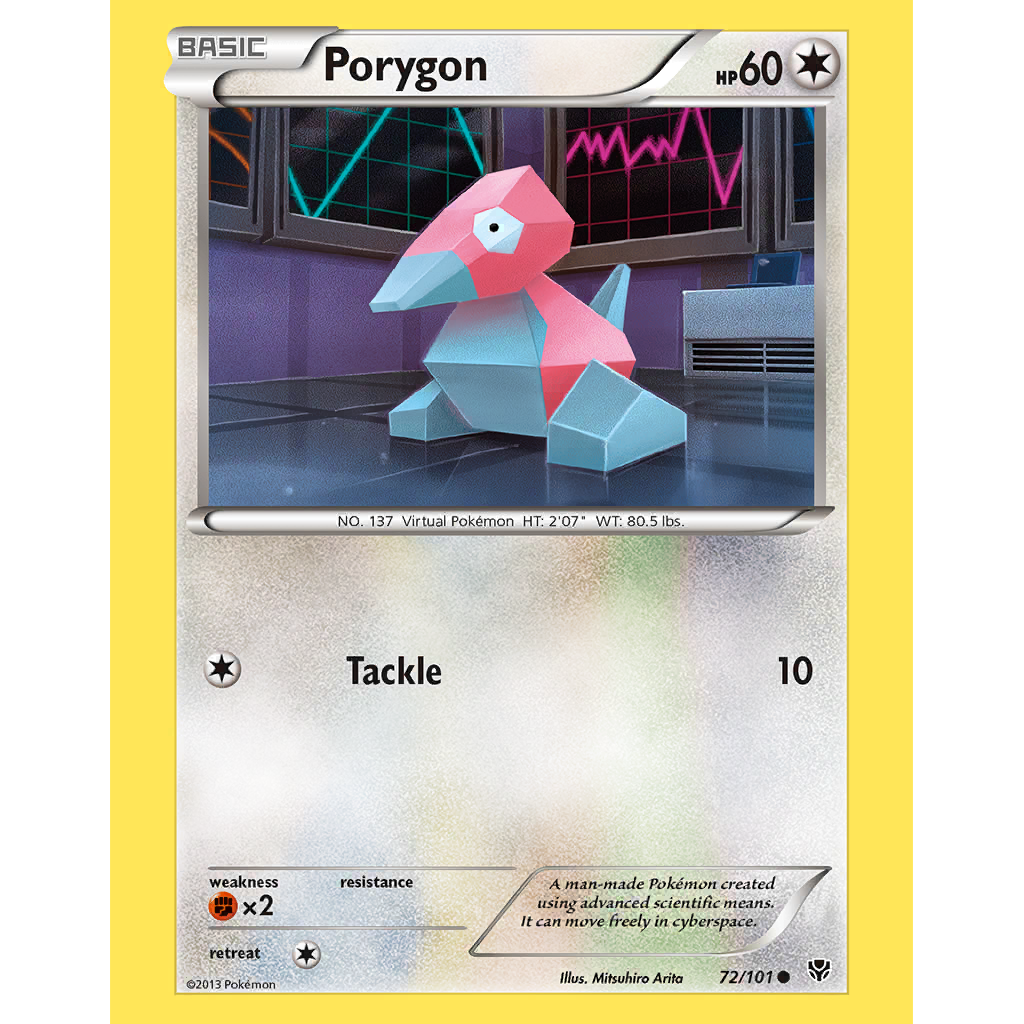 BASIC
Porygon
HP60
NO. 137 Virtual Pokémon HT: 2'07" WT: 80.5 lbs.
Tackle 10
weakness resistance
×2
A man-made Pokémon created
using advanced scientific means.
It can move freely in cyberspace.
retreat
Illus. Mitsuhiro Arita 72/101
©2013 Pokémon